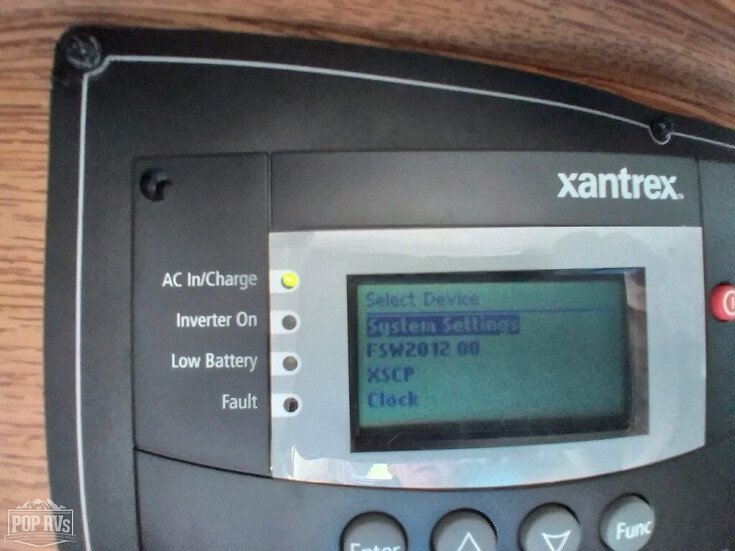 xantrex
AC In/Charge
Inverter On
Low Battery
Fault
Select Device
System Settings
FSW2012 00
XSCP
Clock
Enter
Func
POP RVs